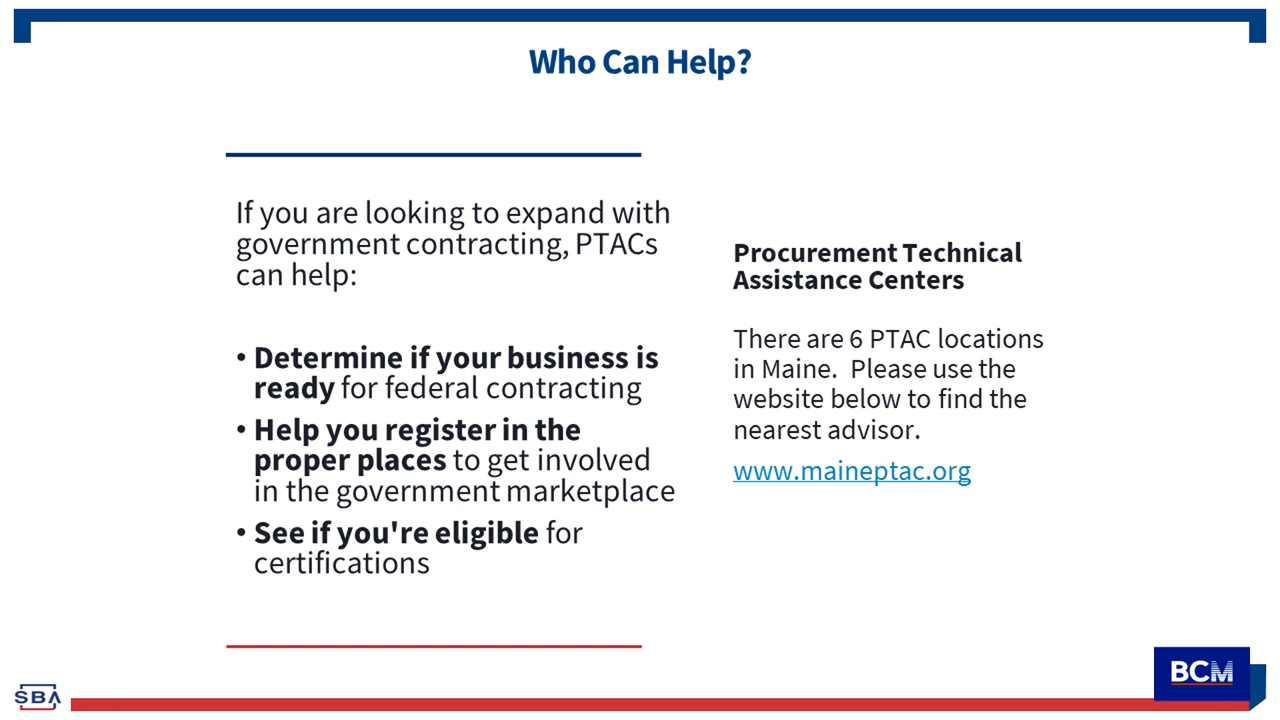 Who Can Help?
If you are looking to expand with
government contracting, PTACs
can help:
• Determine if your business is
ready for federal contracting
• Help you register in the
proper places to get involved
in the government marketplace
• See if you're eligible for
certifications
Procurement Technical
Assistance Centers
There are 6 PTAC locations
in Maine.  Please use the
website below to find the
nearest advisor.
www.maineptac.org
SBA
BCM